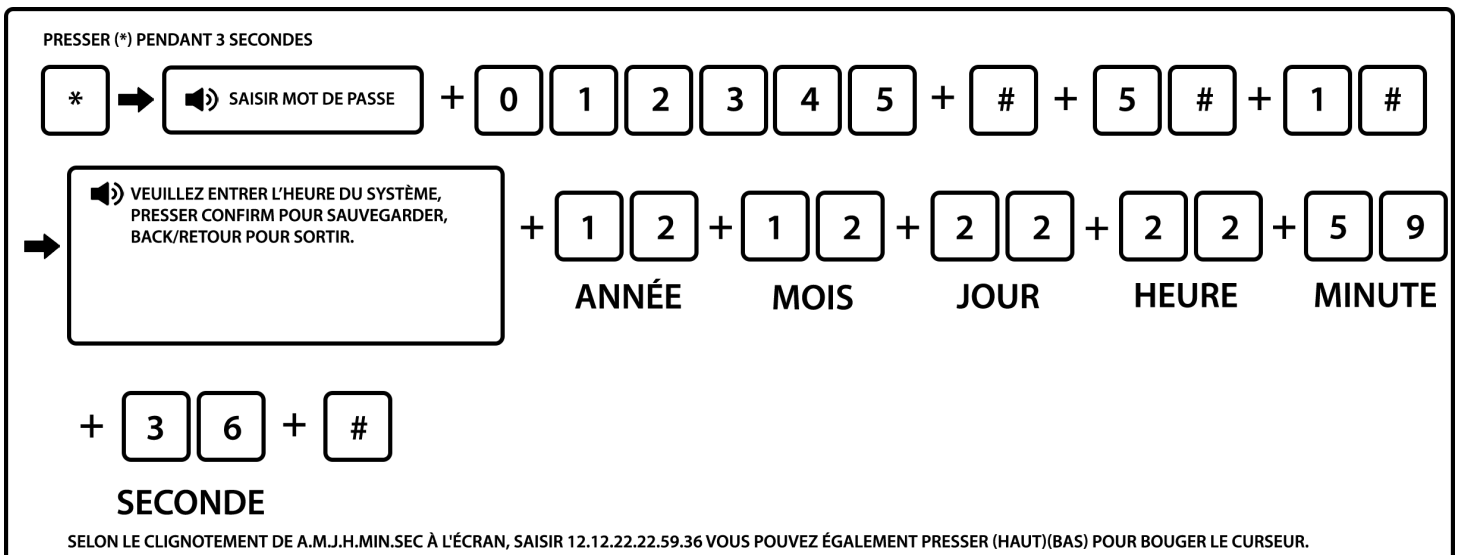 PRESSER (*) PENDANT 3 SECONDES
* SAISIR MOT DE PASSE + 0 1 2 3 4 5 + # + 5 # + 1 #
VEUILLEZ ENTRER L'HEURE DU SYSTÈME,
PRESSER CONFIRM POUR SAUVEGARDER,
BACK/RETOUR POUR SORTIR.
+ 1 2 + 1 2 + 2 2 + 2 2 + 5 9
ANNÉE MOIS JOUR HEURE MINUTE
+ 3 6 + #
SECONDE
SELON LE CLIGNOTEMENT DE A.M.J.H.MIN.SEC À L'ÉCRAN, SAISIR 12.12.22.22.59.36 VOUS POUVEZ ÉGALEMENT PRESSER (HAUT)(BAS) POUR BOUGER LE CURSEUR.